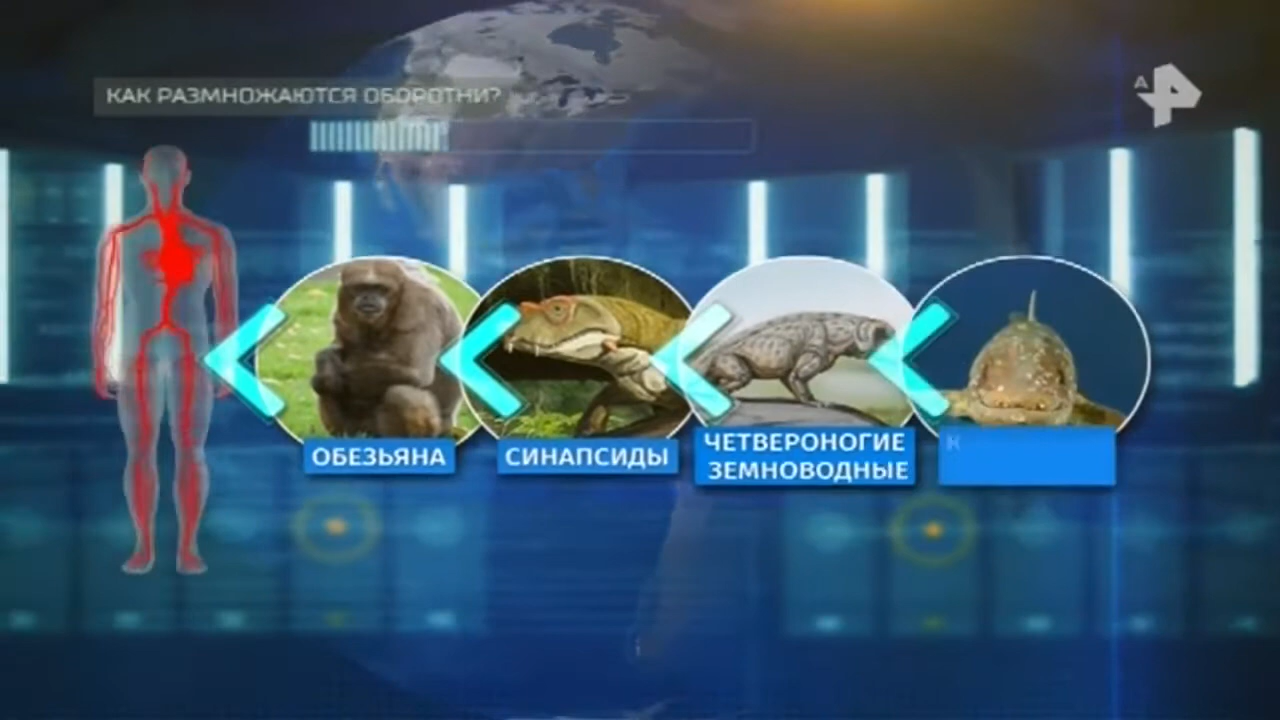 КАК РАЗМНОЖАЮТСЯ ОБОРОТНИ?
ОБЕЗЬЯНА
СИНАПСИДЫ
ЧЕТВЕРОНОГИЕ
ЗЕМНОВОДНЫЕ
К